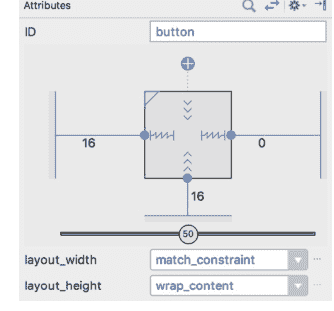 Attributes
ID button
16 0
16
50
layout_width match_constraint
layout_height wrap_content